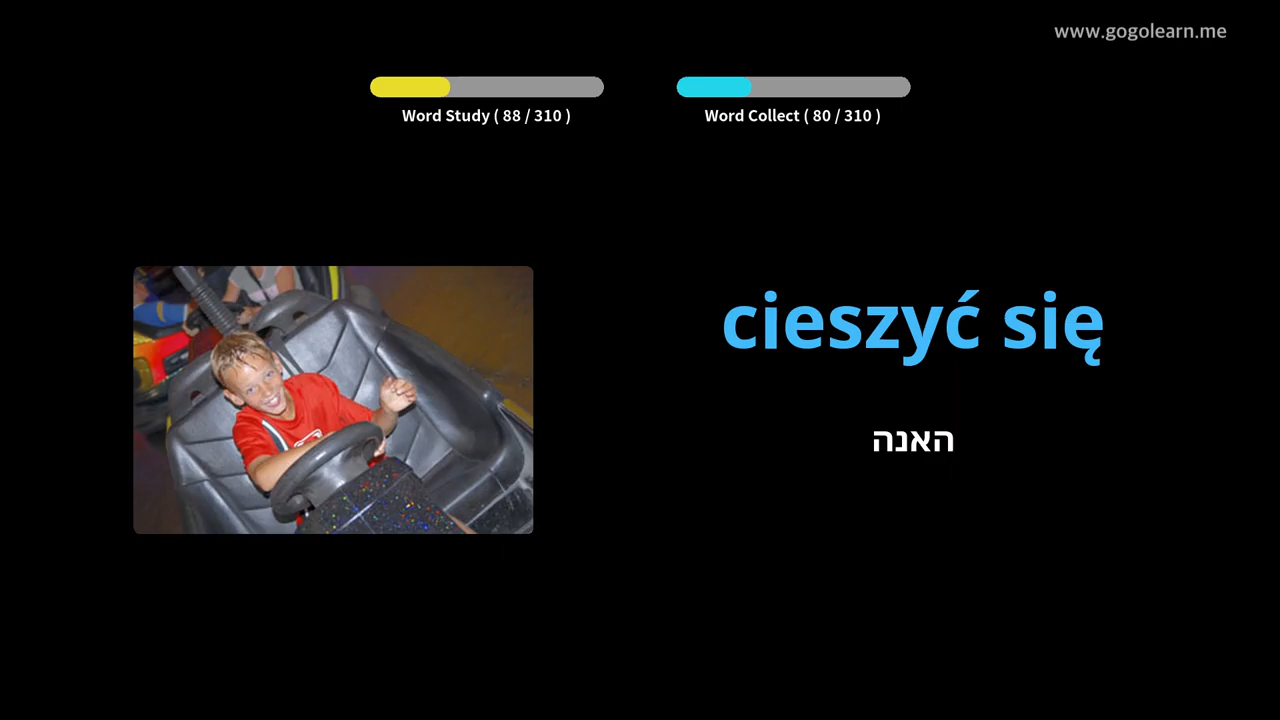 www.gogolearn.me
Word Study ( 88 / 310 )
Word Collect ( 80 / 310 )
cieszyć się
האנה